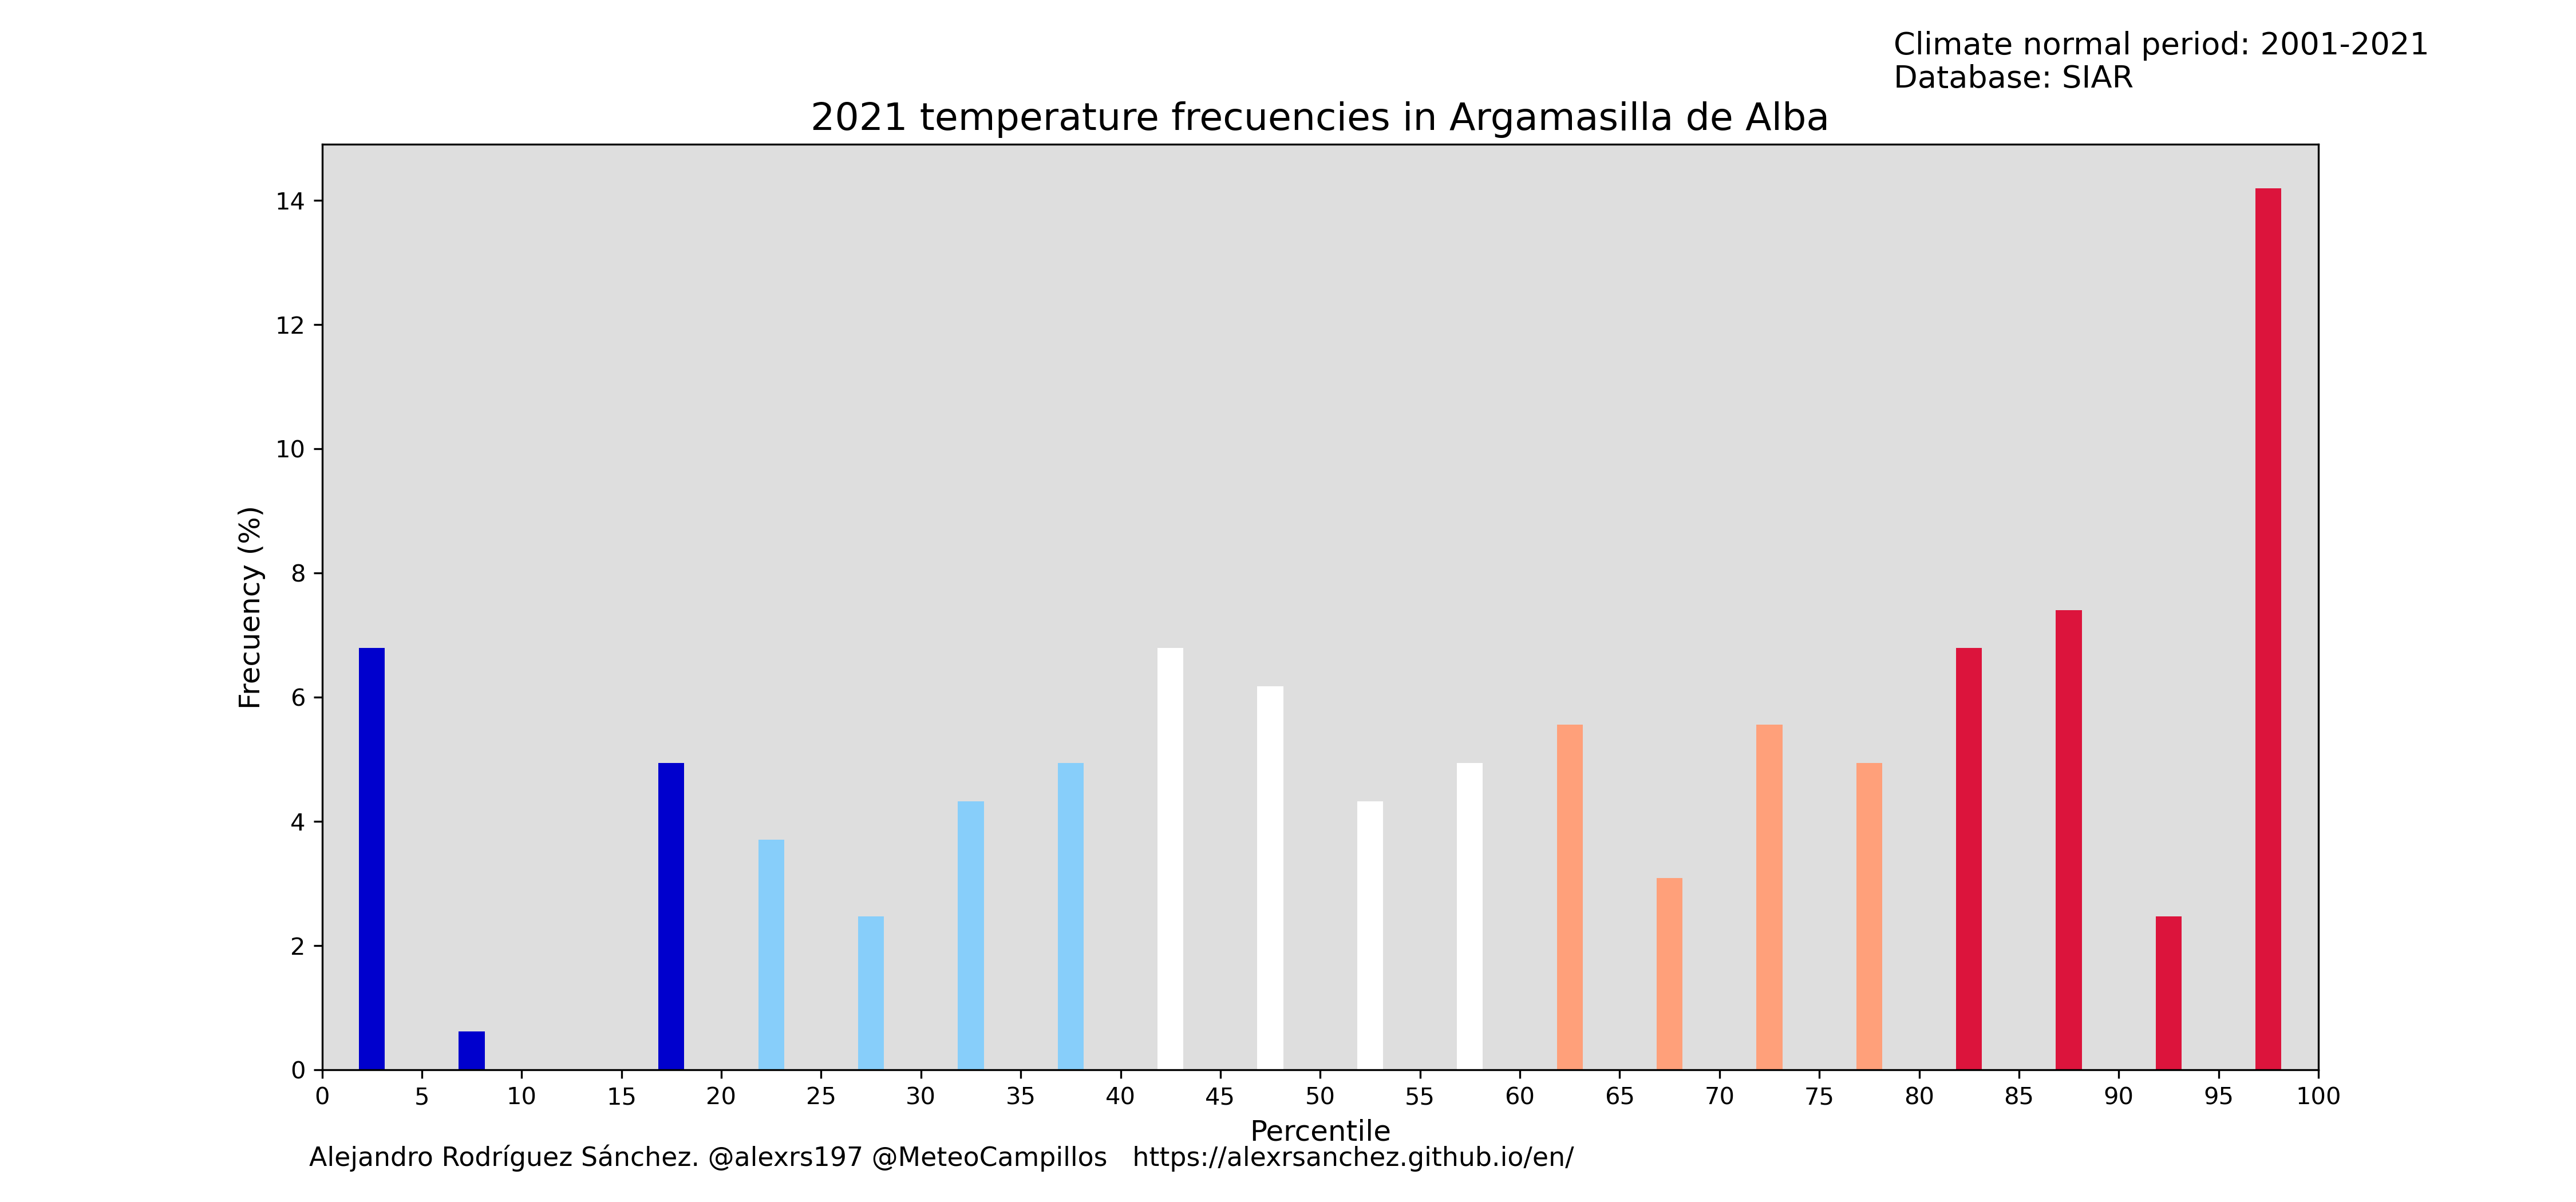 Climate normal period: 2001-2021
Database: SIAR
2021 temperature frecuencies in Argamasilla de Alba
14
12
10
8
6
4
2
0
Frecuency (%)
0 5 10 15 20 25 30 35 40 45 50 55 60 65 70 75 80 85 90 95 100
Percentile
Alejandro Rodríguez Sánchez. @alexrs197 @MeteoCampillos https://alexrsanchez.github.io/en/